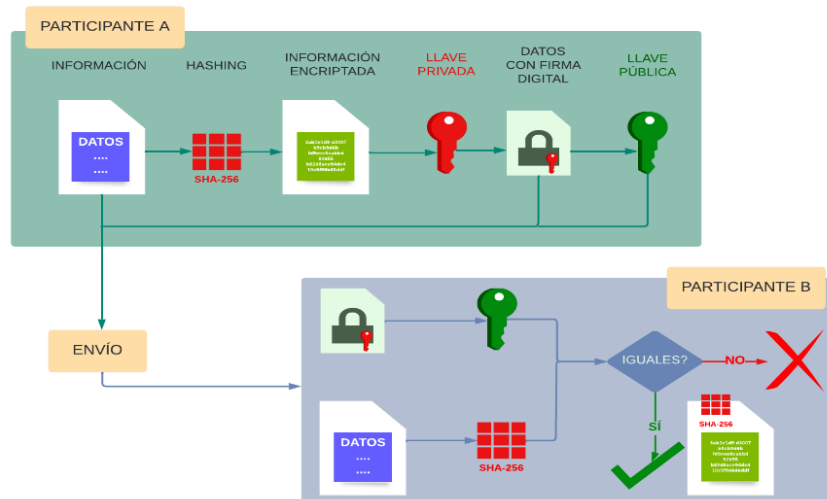 PARTICIPANTE A
INFORMACIÓN
HASHING
INFORMACIÓN
ENCRIPTADA
LLAVE
PRIVADA
DATOS
CON FIRMA
DIGITAL
LLAVE
PÚBLICA
DATOS
....
....
SHA-256
ENVÍO
PARTICIPANTE B
IGUALES?
NO
SÍ
DATOS
....
....
SHA-256
SHA-256